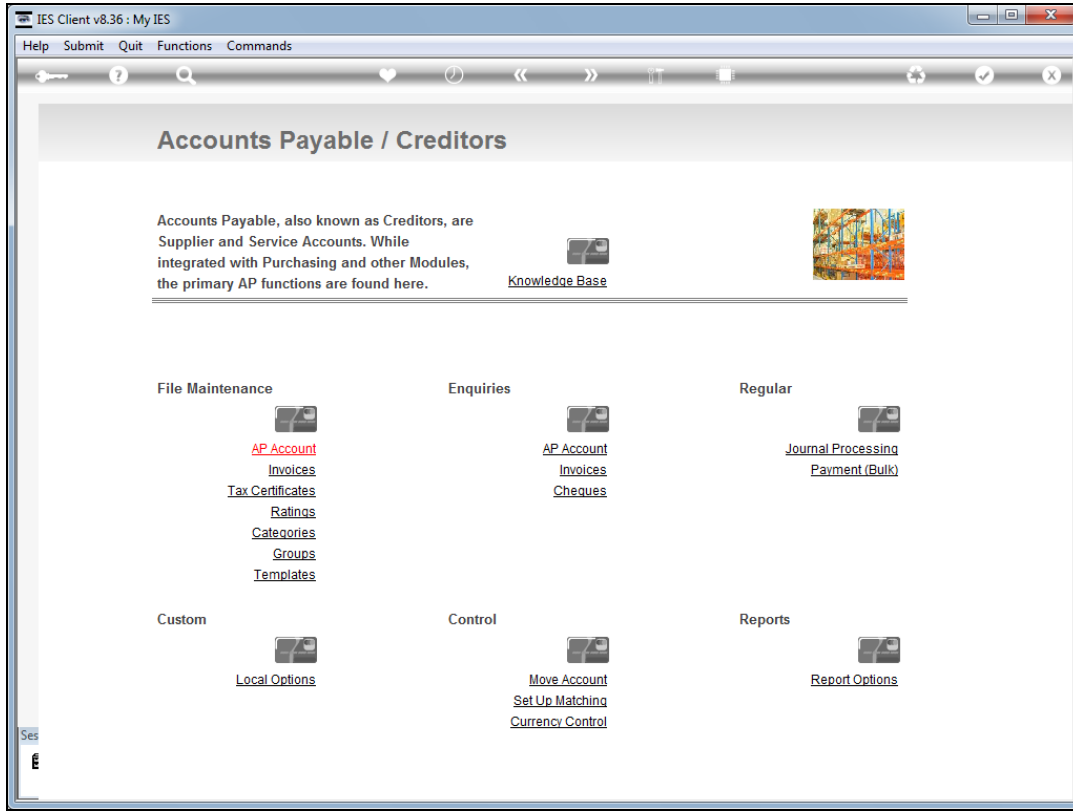 IES Client v8.36 : My IES
Help Submit Quit Functions Commands
Accounts Payable / Creditors
Accounts Payable, also known as Creditors, are
Supplier and Service Accounts. While
integrated with Purchasing and other Modules,
the primary AP functions are found here.
Knowledge Base
File Maintenance
AP Account
Invoices
Tax Certificates
Ratings
Categories
Groups
Templates
Enquiries
AP Account
Invoices
Cheques
Regular
Journal Processing
Payment (Bulk)
Custom
Local Options
Control
Move Account
Set Up Matching
Currency Control
Reports
Report Options
Ses